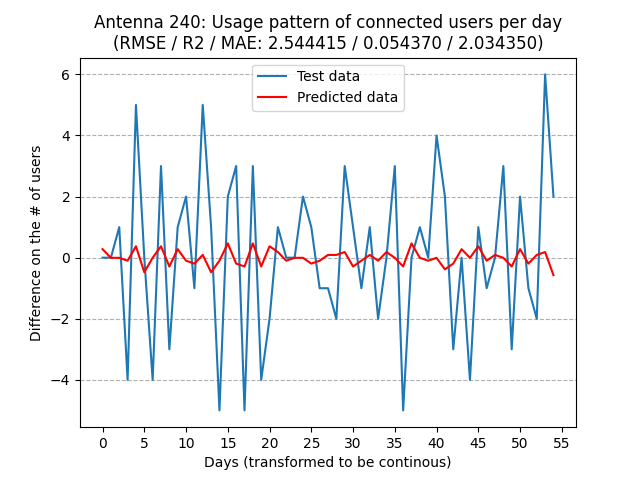 Antenna 240: Usage pattern of connected users per day
(RMSE / R2 / MAE: 2.544415 / 0.054370 / 2.034350)
Test data
Predicted data
Difference on the # of users
6
4
2
0
−2
−4
0 5 10 15 20 25 30 35 40 45 50 55
Days (transformed to be continous)